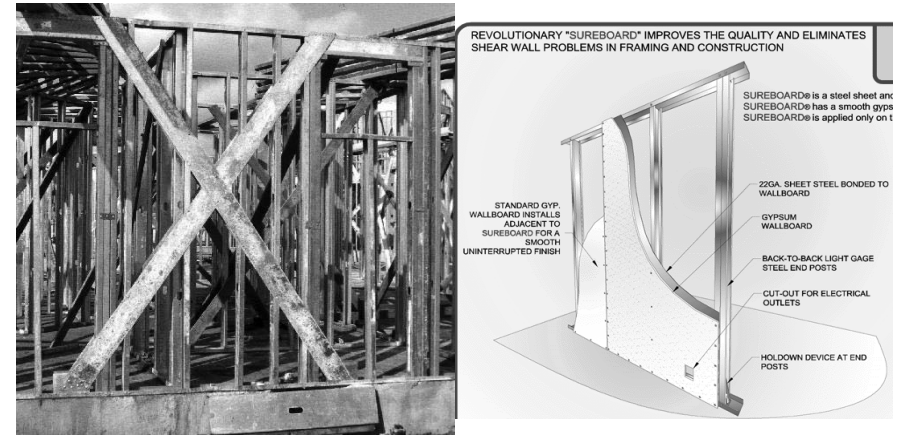 REVOLUTIONARY "SUREBOARD" IMPROVES THE QUALITY AND ELIMINATES
SHEAR WALL PROBLEMS IN FRAMING AND CONSTRUCTION
SUREBOARD® is a steel sheet and
SUREBOARD® has a smooth gyps
SUREBOARD® is applied only on t
22GA. SHEET STEEL BONDED TO
WALLBOARD
STANDARD GYP.
WALLBOARD INSTALLS
ADJACENT TO
SUREBOARD FOR A
SMOOTH
UNINTERRUPTED FINISH
GYPSUM
WALLBOARD
BACK-TO-BACK LIGHT GAGE
STEEL END POSTS
CUT-OUT FOR ELECTRICAL
OUTLETS
HOLDOWN DEVICE AT END
POSTS